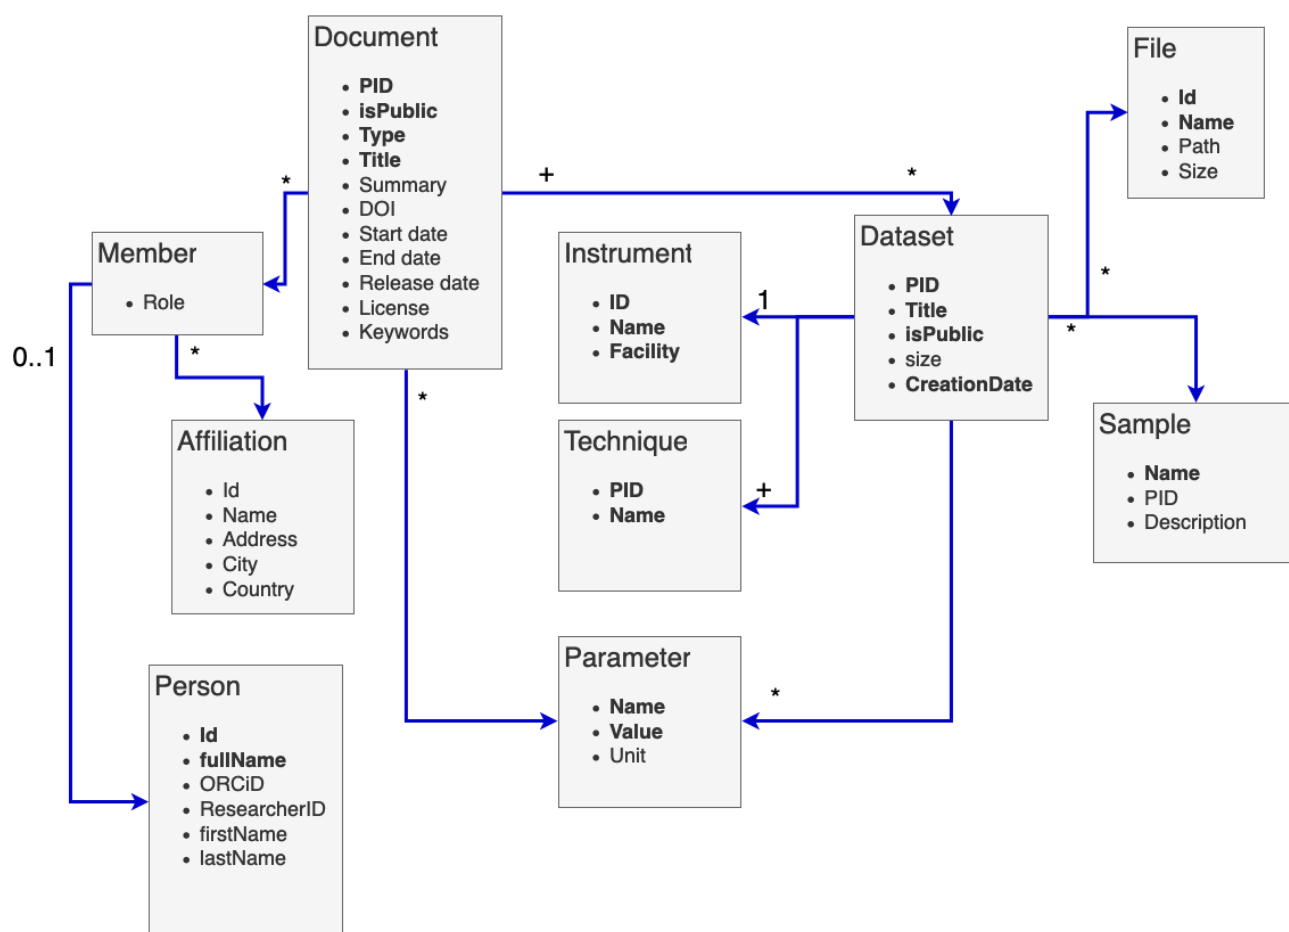 Document
PID
isPublic
Type
Title
Summary
DOI
Start date
End date
Release date
License
Keywords
*
+
*
*
File
Id
Name
Path
Size
*
Member
Role
*
0..1
Instrument
ID
Name
Facility
1
Dataset
PID
Title
isPublic
size
CreationDate
*
Affiliation
Id
Name
Address
City
Country
Technique
PID
Name
+
Sample
Name
PID
Description
Person
Id
fullName
ORCiD
ResearcherID
firstName
lastName
Parameter
Name
Value
Unit
*